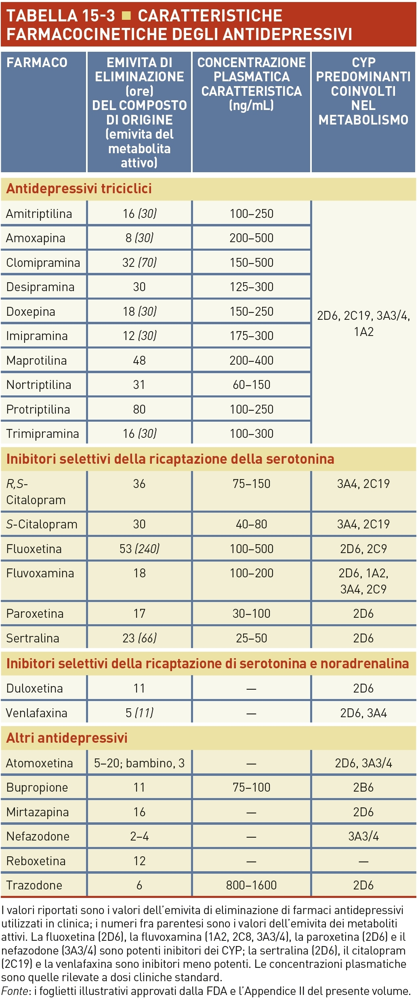 TABELLA 15-3 ■ CARATTERISTICHE
FARMACOCINETICHE DEGLI ANTIDEPRESSIVI
FARMACO
EMIVITA DI
ELIMINAZIONE
(ore)
DEL COMPOSTO
DI ORIGINE
(emivita del
metabolita
attivo)
CONCENTRAZIONE
PLASMATICA
CARATTERISTICA
(ng/mL)
CYP
PREDOMINANTI
COINVOLTI
NEL
METABOLISMO
Antidepressivi triciclici
Amitriptilina 16 (30) 100–250
Amoxapina 8 (30) 200–500
Clomipramina 32 (70) 150–500
Desipramina 30 125–300
Doxepina 18 (30) 150–250
2D6, 2C19, 3A3/4,
1A2
Imipramina 12 (30) 175–300
Maprotilina 48 200–400
Nortriptilina 31 60–150
Protriptilina 80 100–250
Trimipramina 16 (30) 100–300
Inibitori selettivi della ricaptazione della serotonina
R,S- 36 75–150 3A4, 2C19
Citalopram
S-Citalopram 30 40–80 3A4, 2C19
Fluoxetina 53 (240) 100–500 2D6, 2C9
Fluvoxamina 18 100–200 2D6, 1A2,
3A4, 2C9
Paroxetina 17 30–100 2D6
Sertralina 23 (66) 25–50 2D6
Inibitori selettivi della ricaptazione di serotonina e noradrenalina
Duloxetina 11 — 2D6
Venlafaxina 5 (11) — 2D6, 3A4
Altri antidepressivi
Atomoxetina 5–20; bambino, 3 — 2D6, 3A3/4
Bupropione 11 75–100 2B6
Mirtazapina 16 — 2D6
Nefazodone 2–4 — 3A3/4
Reboxetina 12 — —
Trazodone 6 800–1600 2D6
I valori riportati sono i valori dell'emivita di eliminazione di farmaci antidepressivi
utilizzati in clinica; i numeri fra parentesi sono i valori dell'emivita dei metaboliti
attivi. La fluoxetina (2D6), la fluvoxamina (1A2, 2C8, 3A3/4), la paroxetina (2D6) e il
nefazodone (3A3/4) sono potenti inibitori dei CYP; la sertralina (2D6), il citalopram
(2C19) e la venlafaxina sono inibitori meno potenti. Le concentrazioni plasmatiche
sono quelle rilevate a dosi cliniche standard.
Fonte: i foglietti illustrativi approvati dalla FDA e l'Appendice II del presente volume.